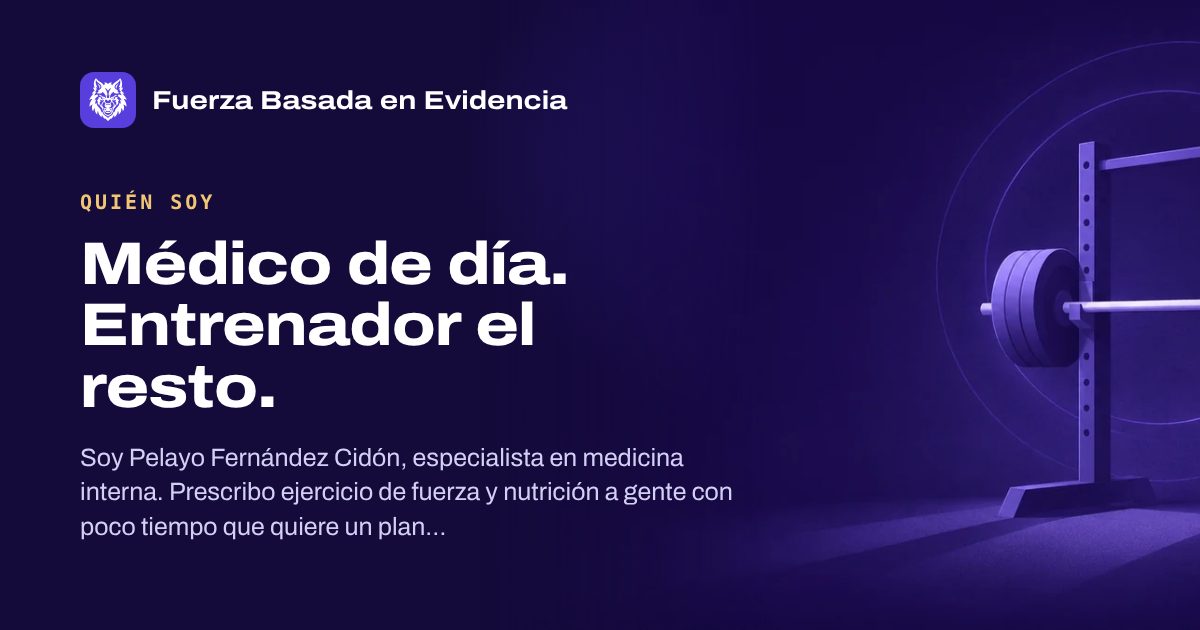 Fuerza Basada en Evidencia
QUIÉN SOY
Médico de día.
Entrenador el
resto.
Soy Pelayo Fernández Cidón, especialista en medicina
interna. Prescribo ejercicio de fuerza y nutrición a gente con
poco tiempo que quiere un plan...